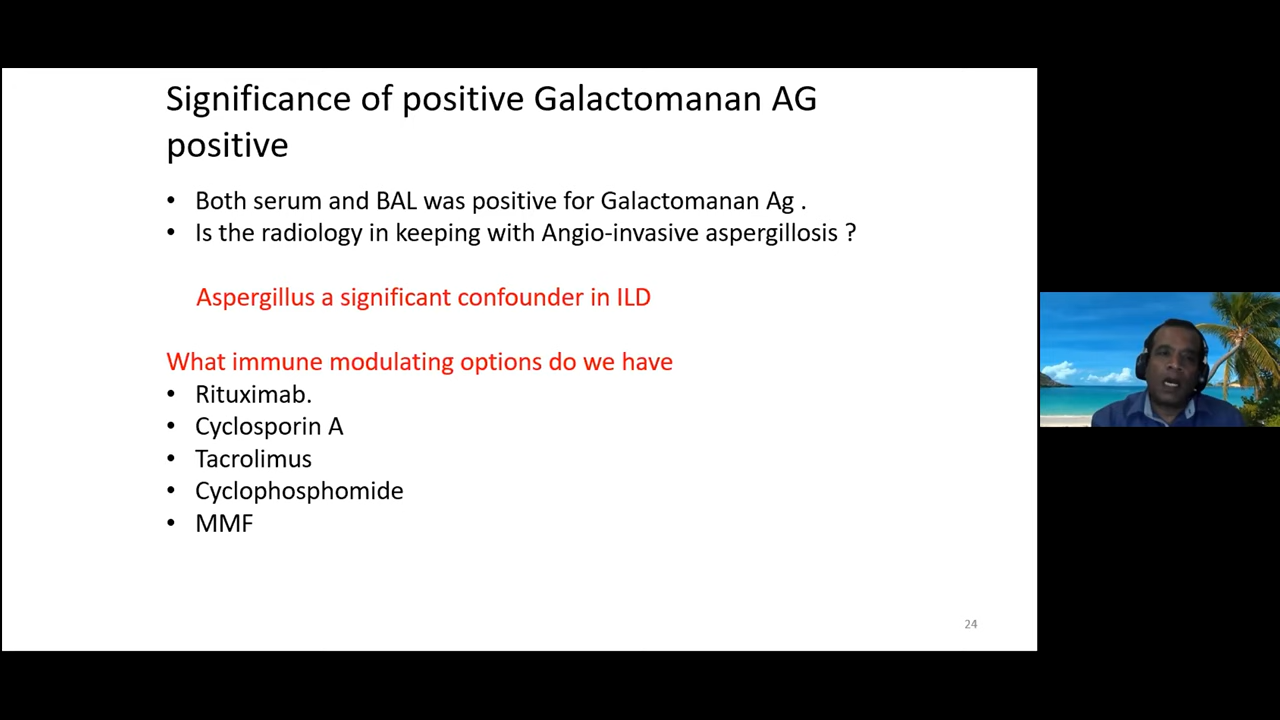 Significance of positive Galactomanan AG
positive
• Both serum and BAL was positive for Galactomanan Ag .
• Is the radiology in keeping with Angio-invasive aspergillosis ?
Aspergillus a significant confounder in ILD
What immune modulating options do we have
• Rituximab.
• Cyclosporin A
• Tacrolimus
• Cyclophosphomide
• MMF
24